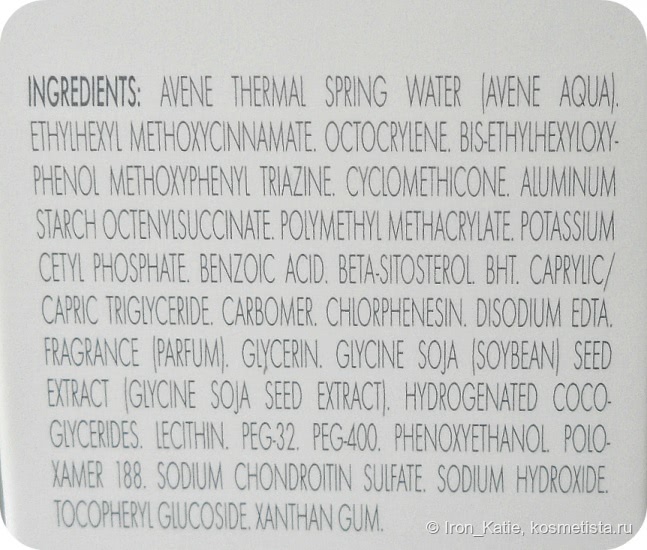 INGREDIENTS: AVENE THERMAL SPRING WATER (AVENE AQUA).
ETHYLHEXYL METHOXYCINNAMATE. OCTOCRYLENE. BIS-ETHYLHEXYLOXY-
PHENOL METHOXYPHENYL TRIAZINE. CYCLOMETHICONE. ALUMINUM
STARCH OCTENYLSUCCINATE. POLYMETHYL METHACRYLATE. POTASSIUM
CETYL PHOSPHATE. BENZOIC ACID. BETA-SITOSTEROL. BHT. CAPRYLIC/
CAPRIC TRIGLYCERIDE. CARBOMER. CHLORPHENESIN. DISODIUM EDTA.
FRAGRANCE (PARFUM). GLYCERIN. GLYCINE SOJA (SOYBEAN) SEED
EXTRACT (GLYCINE SOJA SEED EXTRACT). HYDROGENATED COCO-
GLYCERIDES. LECITHIN. PEG-32. PEG-400. PHENOXYETHANOL. POLO-
XAMER 188. SODIUM CHONDROITIN SULFATE. SODIUM HYDROXIDE.
TOCOPHERYL GLUCOSIDE. XANTHAN GUM.
© Iron_Katie, kosmetista.ru